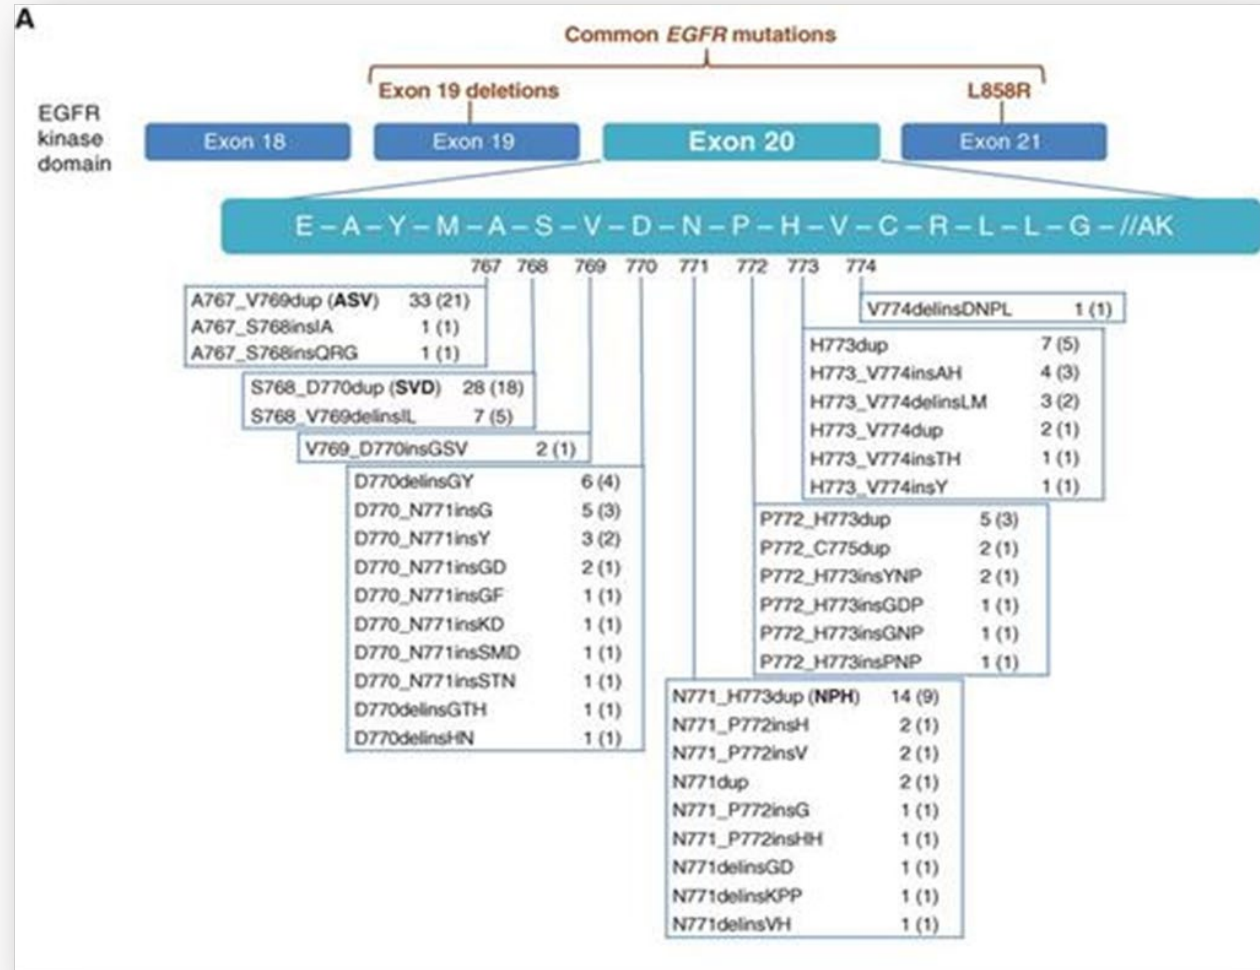 A
Common EGFR mutations
Exon 19 deletions
L858R
EGFR
kinase
domain
Exon 18
Exon 19
Exon 20
Exon 21
E – A – Y – M – A – S – V – D – N – P – H – V – C – R – L – L – G – //AK
767 768 769 770 771 772 773 774
A767_V769dup (ASV) 33 (21)
A767_S768insIA 1 (1)
A767_S768insQRG 1 (1)
S768_D770dup (SVD) 28 (18)
S768_V769delinsIL 7 (5)
V769_D770insGSV 2 (1)
D770delinsGY 6 (4)
D770_N771insG 5 (3)
D770_N771insY 3 (2)
D770_N771insGD 2 (1)
D770_N771insGF 1 (1)
D770_N771insKD 1 (1)
D770_N771insSMD 1 (1)
D770_N771insSTN 1 (1)
D770delinsGTH 1 (1)
D770delinsHN 1 (1)
V774delinsDNPL 1 (1)
H773dup 7 (5)
H773_V774insAH 4 (3)
H773_V774delinsLM 3 (2)
H773_V774dup 2 (1)
H773_V774insTH 1 (1)
H773_V774insY 1 (1)
P772_H773dup 5 (3)
P772_C775dup 2 (1)
P772_H773insYNP 2 (1)
P772_H773insGDP 1 (1)
P772_H773insGNP 1 (1)
P772_H773insPNP 1 (1)
N771_H773dup (NPH) 14 (9)
N771_P772insH 2 (1)
N771_P772insV 2 (1)
N771dup 2 (1)
N771_P772insG 1 (1)
N771_P772insHH 1 (1)
N771delinsGD 1 (1)
N771delinsKPP 1 (1)
N771delinsVH 1 (1)